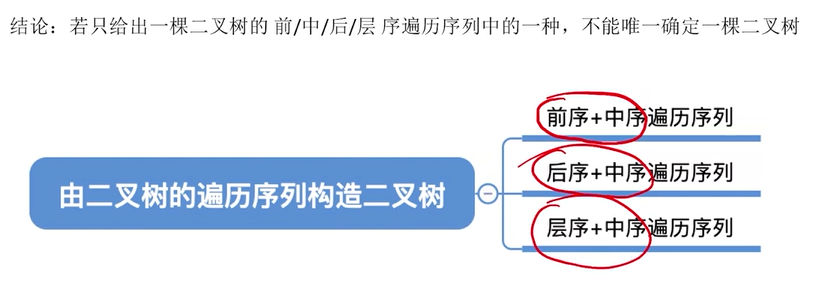 结论：若只给出一棵二叉树的 前/中/后/层 序遍历序列中的一种，不能唯一确定一棵二叉树
前序+中序遍历序列
由二叉树的遍历序列构造二叉树
后序+中序遍历序列
层序+中序遍历序列